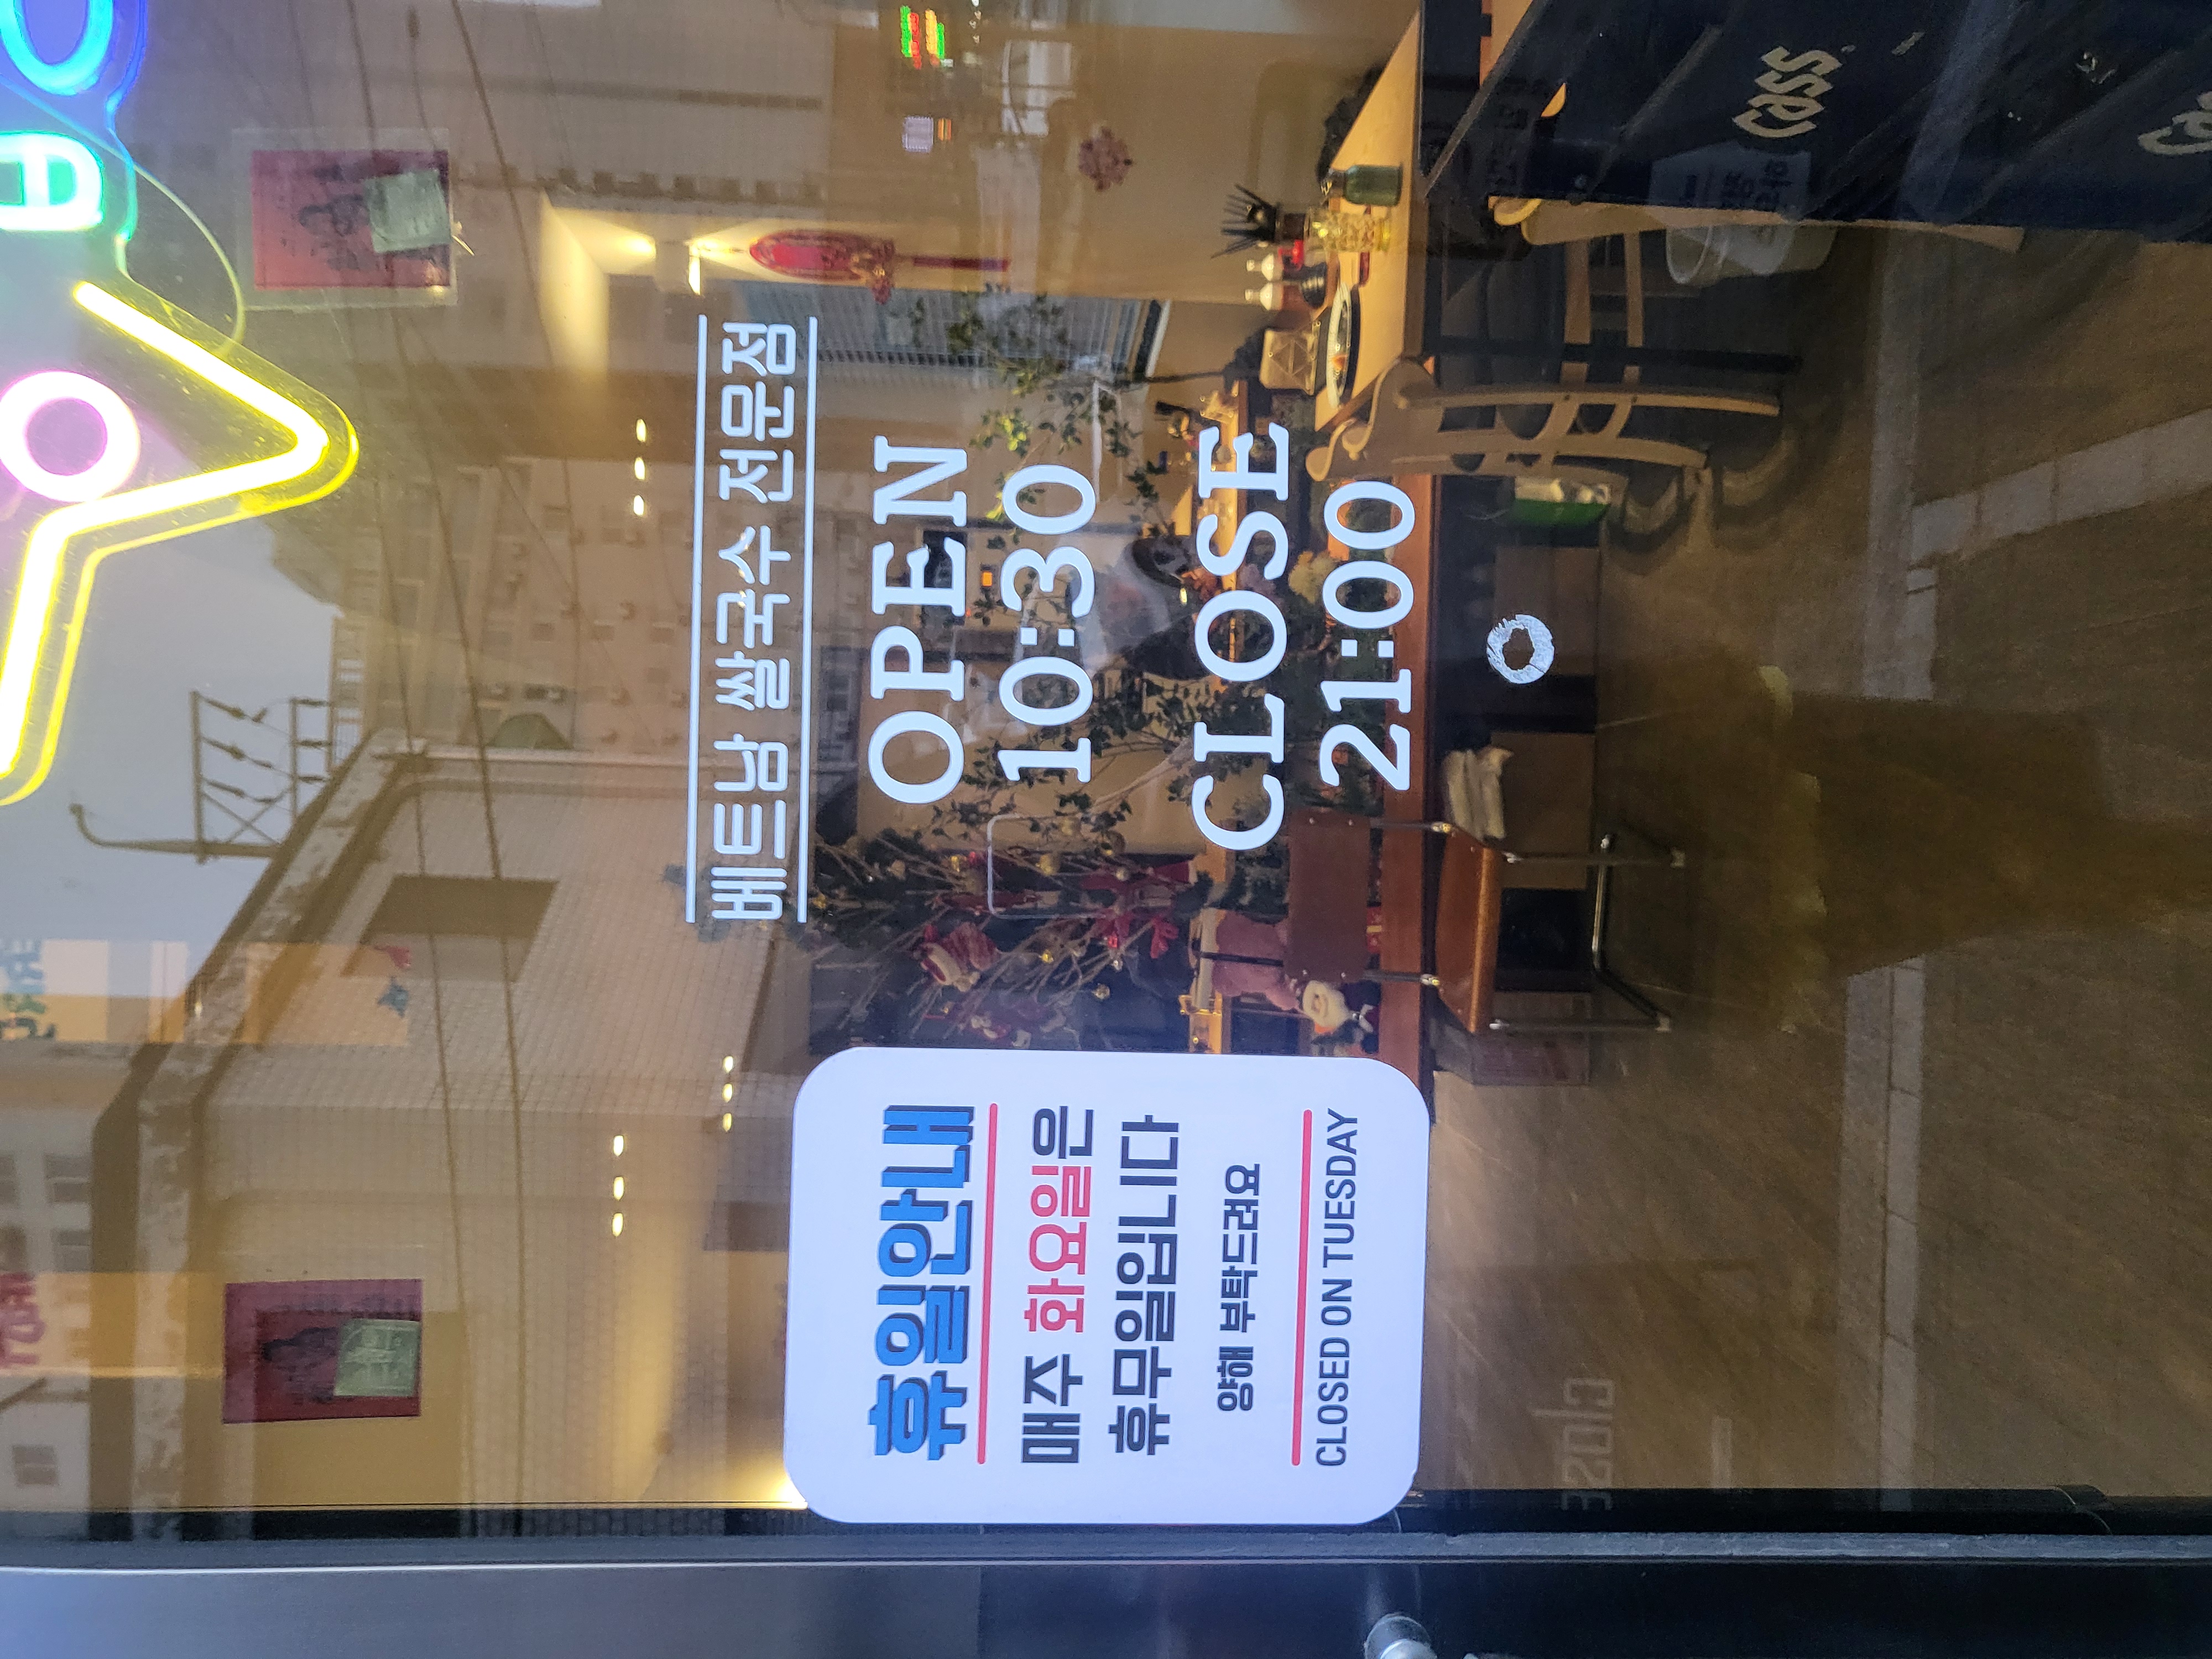 베트남 쌀국수 전문점
OPEN
10:30
CLOSE
21:00
휴일안내
매주 화요일은
휴무일입니다
양해 부탁드려요
CLOSED ON TUESDAY
Cass